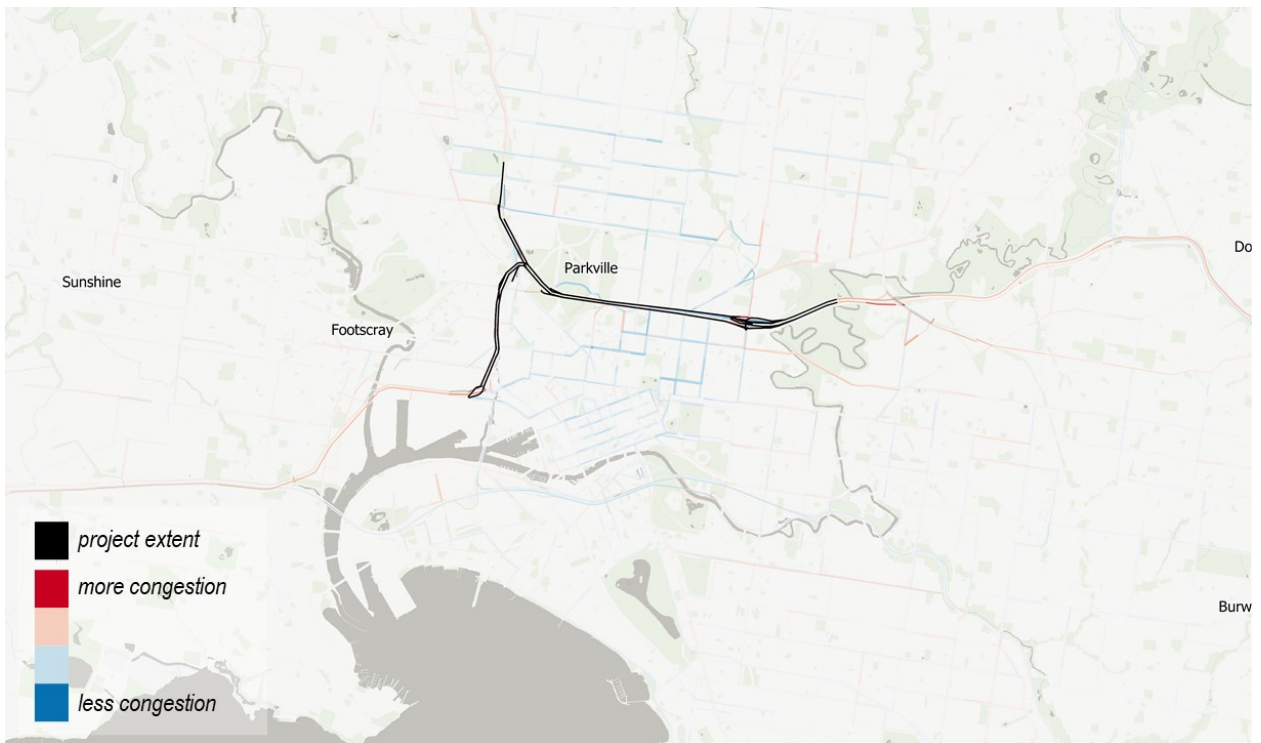 Do
Parkville
Sunshine
Footscray
project extent
more congestion
Burw
less congestion